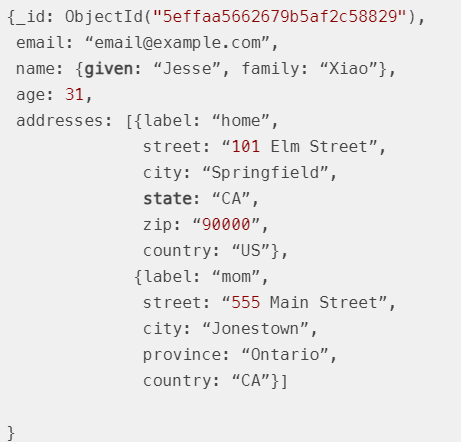 {_id: ObjectId("5effaa5662679b5af2c58829"),
email: “email@example.com”,
name: {given: “Jesse”, family: “Xiao”},
age: 31,
addresses: [{label: “home”,
street: “101 Elm Street”,
city: “Springfield”,
state: “CA”,
zip: “90000”,
country: “US”},
{label: “mom”,
street: “555 Main Street”,
city: “Jonestown”,
province: “Ontario”,
country: “CA”}]
}